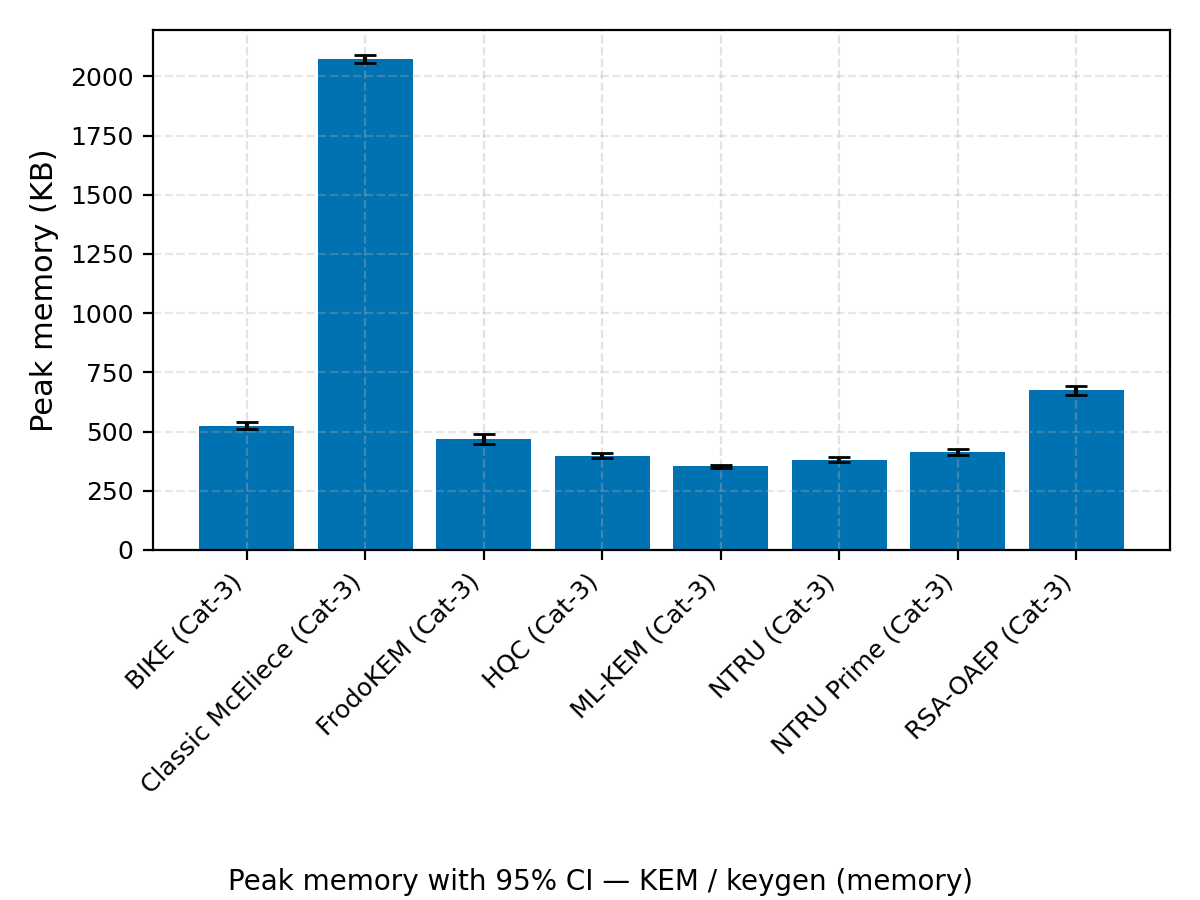 Peak memory (KB)
2000
1750
1500
1250
1000
750
500
250
0
BIKE (Cat-3)
Classic McEliece (Cat-3)
FrodoKEM (Cat-3)
HQC (Cat-3)
ML-KEM (Cat-3)
NTRU (Cat-3)
NTRU Prime (Cat-3)
RSA-OAEP (Cat-3)
Peak memory with 95% CI — KEM / keygen (memory)